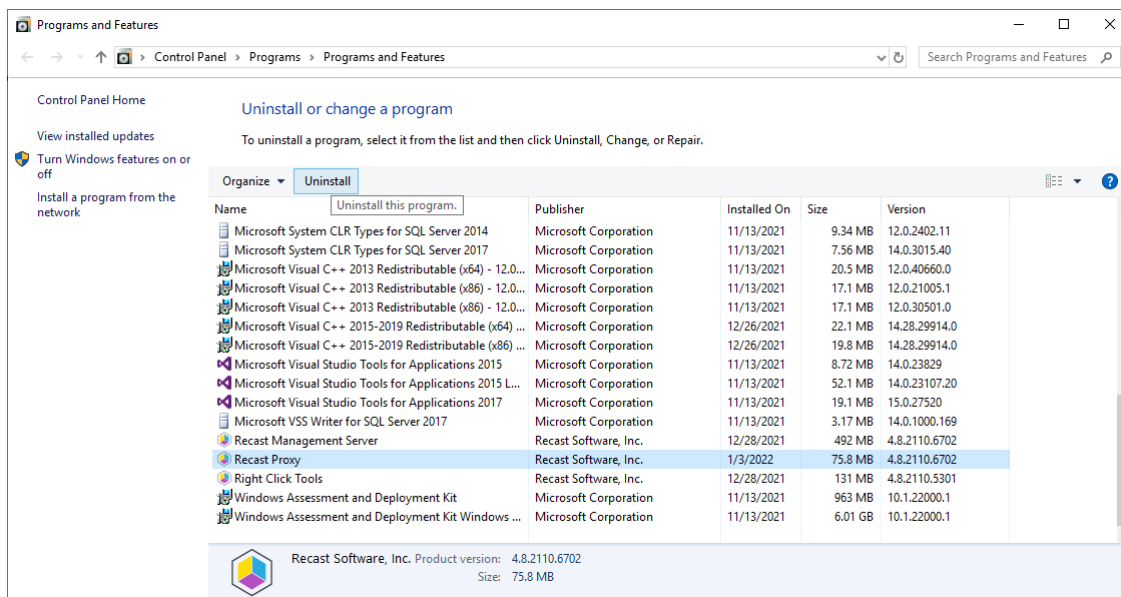 Programs and Features
Control Panel > Programs > Programs and Features
Search Programs and Features
Control Panel Home
View installed updates
Turn Windows features on or
off
Install a program from the
network
Uninstall or change a program
To uninstall a program, select it from the list and then click Uninstall, Change, or Repair.
Organize Uninstall
?
Uninstall this program.
Name Publisher Installed On Size Version
Microsoft System CLR Types for SQL Server 2014 Microsoft Corporation 11/13/2021 9.34 MB 12.0.2402.11
Microsoft System CLR Types for SQL Server 2017 Microsoft Corporation 11/13/2021 7.56 MB 14.0.3015.40
Microsoft Visual C++ 2013 Redistributable (x64) - 12.0... Microsoft Corporation 11/13/2021 20.5 MB 12.0.40660.0
Microsoft Visual C++ 2013 Redistributable (x86) - 12.0... Microsoft Corporation 11/13/2021 17.1 MB 12.0.21005.1
Microsoft Visual C++ 2013 Redistributable (x86) - 12.0... Microsoft Corporation 11/13/2021 17.1 MB 12.0.30501.0
Microsoft Visual C++ 2015-2019 Redistributable (x64) ... Microsoft Corporation 12/26/2021 22.1 MB 14.28.29914.0
Microsoft Visual C++ 2015-2019 Redistributable (x86) ... Microsoft Corporation 12/26/2021 19.8 MB 14.28.29914.0
Microsoft Visual Studio Tools for Applications 2015 Microsoft Corporation 11/13/2021 8.72 MB 14.0.23829
Microsoft Visual Studio Tools for Applications 2015 L... Microsoft Corporation 11/13/2021 52.1 MB 14.0.23107.20
Microsoft Visual Studio Tools for Applications 2017 Microsoft Corporation 11/13/2021 19.1 MB 15.0.27520
Microsoft VSS Writer for SQL Server 2017 Microsoft Corporation 11/13/2021 3.17 MB 14.0.1000.169
Recast Management Server Recast Software, Inc. 12/28/2021 492 MB 4.8.2110.6702
Recast Proxy Recast Software, Inc. 1/3/2022 75.8 MB 4.8.2110.6702
Right Click Tools Recast Software, Inc. 12/28/2021 131 MB 4.8.2110.5301
Windows Assessment and Deployment Kit Microsoft Corporation 11/13/2021 963 MB 10.1.22000.1
Windows Assessment and Deployment Kit Windows ... Microsoft Corporation 11/13/2021 6.01 GB 10.1.22000.1
Recast Software, Inc. Product version: 4.8.2110.6702
Size: 75.8 MB